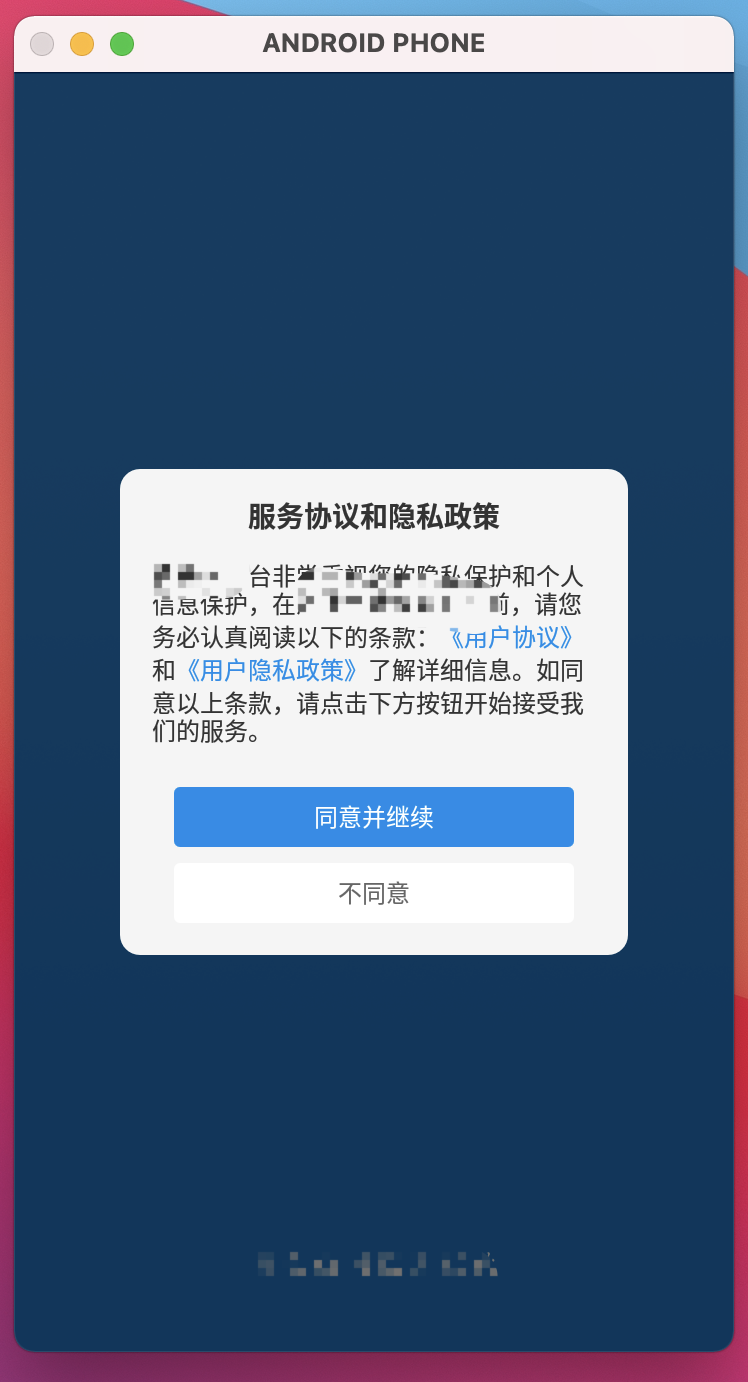 ANDROID PHONE
服务协议和隐私政策
台非常重视您的隐私保护和个人
信息保护，在 前，请您
务必认真阅读以下的条款：《用户协议》
和《用户隐私政策》了解详细信息。如同
意以上条款，请点击下方按钮开始接受我
们的服务。
同意并继续
不同意